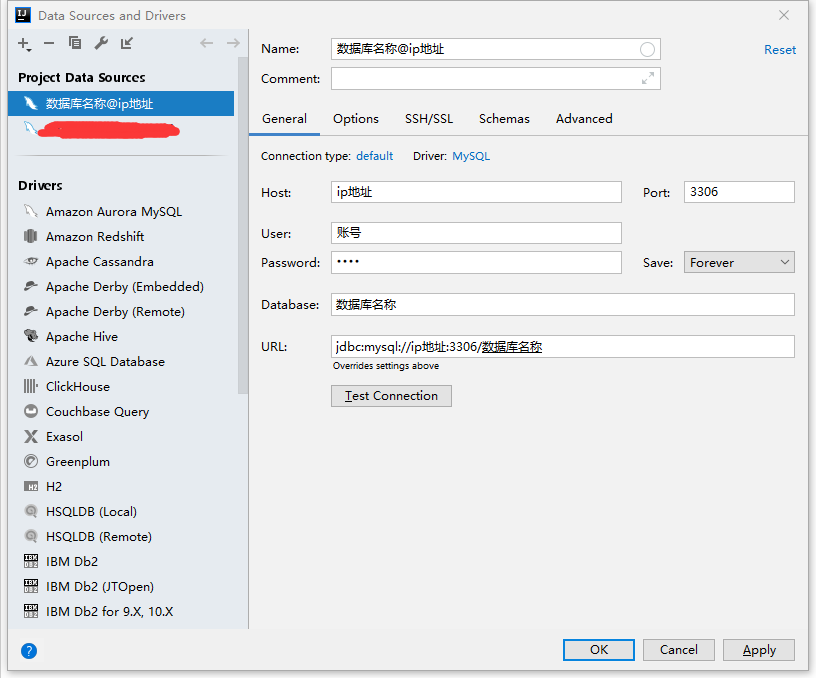 Data Sources and Drivers
Project Data Sources
数据库名称@ip地址
Drivers
Amazon Aurora MySQL
Amazon Redshift
Apache Cassandra
Apache Derby (Embedded)
Apache Derby (Remote)
Apache Hive
Azure SQL Database
ClickHouse
Couchbase Query
Exasol
Greenplum
H2
HSQLDB (Local)
HSQLDB (Remote)
IBM Db2
IBM Db2 (JTOpen)
IBM Db2 for 9.X, 10.X
Name: 数据库名称@ip地址 Reset
Comment:
General Options SSH/SSL Schemas Advanced
Connection type: default Driver: MySQL
Host: ip地址 Port: 3306
User: 账号
Password: •••• Save: Forever
Database: 数据库名称
URL: jdbc:mysql://ip地址:3306/数据库名称
Overrides settings above
Test Connection
? OK Cancel Apply